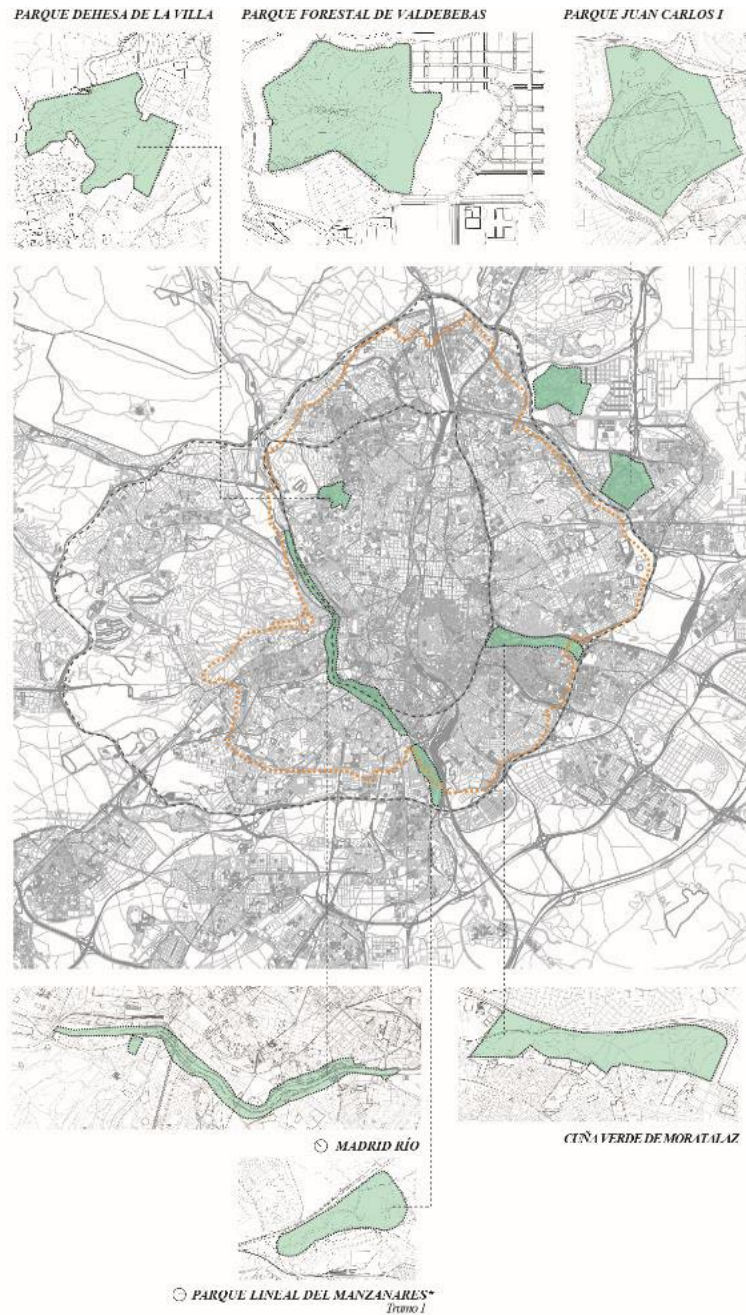 PARQUE DEHESA DE LA VILLA
PARQUE FORESTAL DE VALDEBEBAS
PARQUE JUAN CARLOS I
MADRID RÍO
CUÑA VERDE DE MORATALAZ
PARQUE LINEAL DEL MANZANARES*
Tramo 1